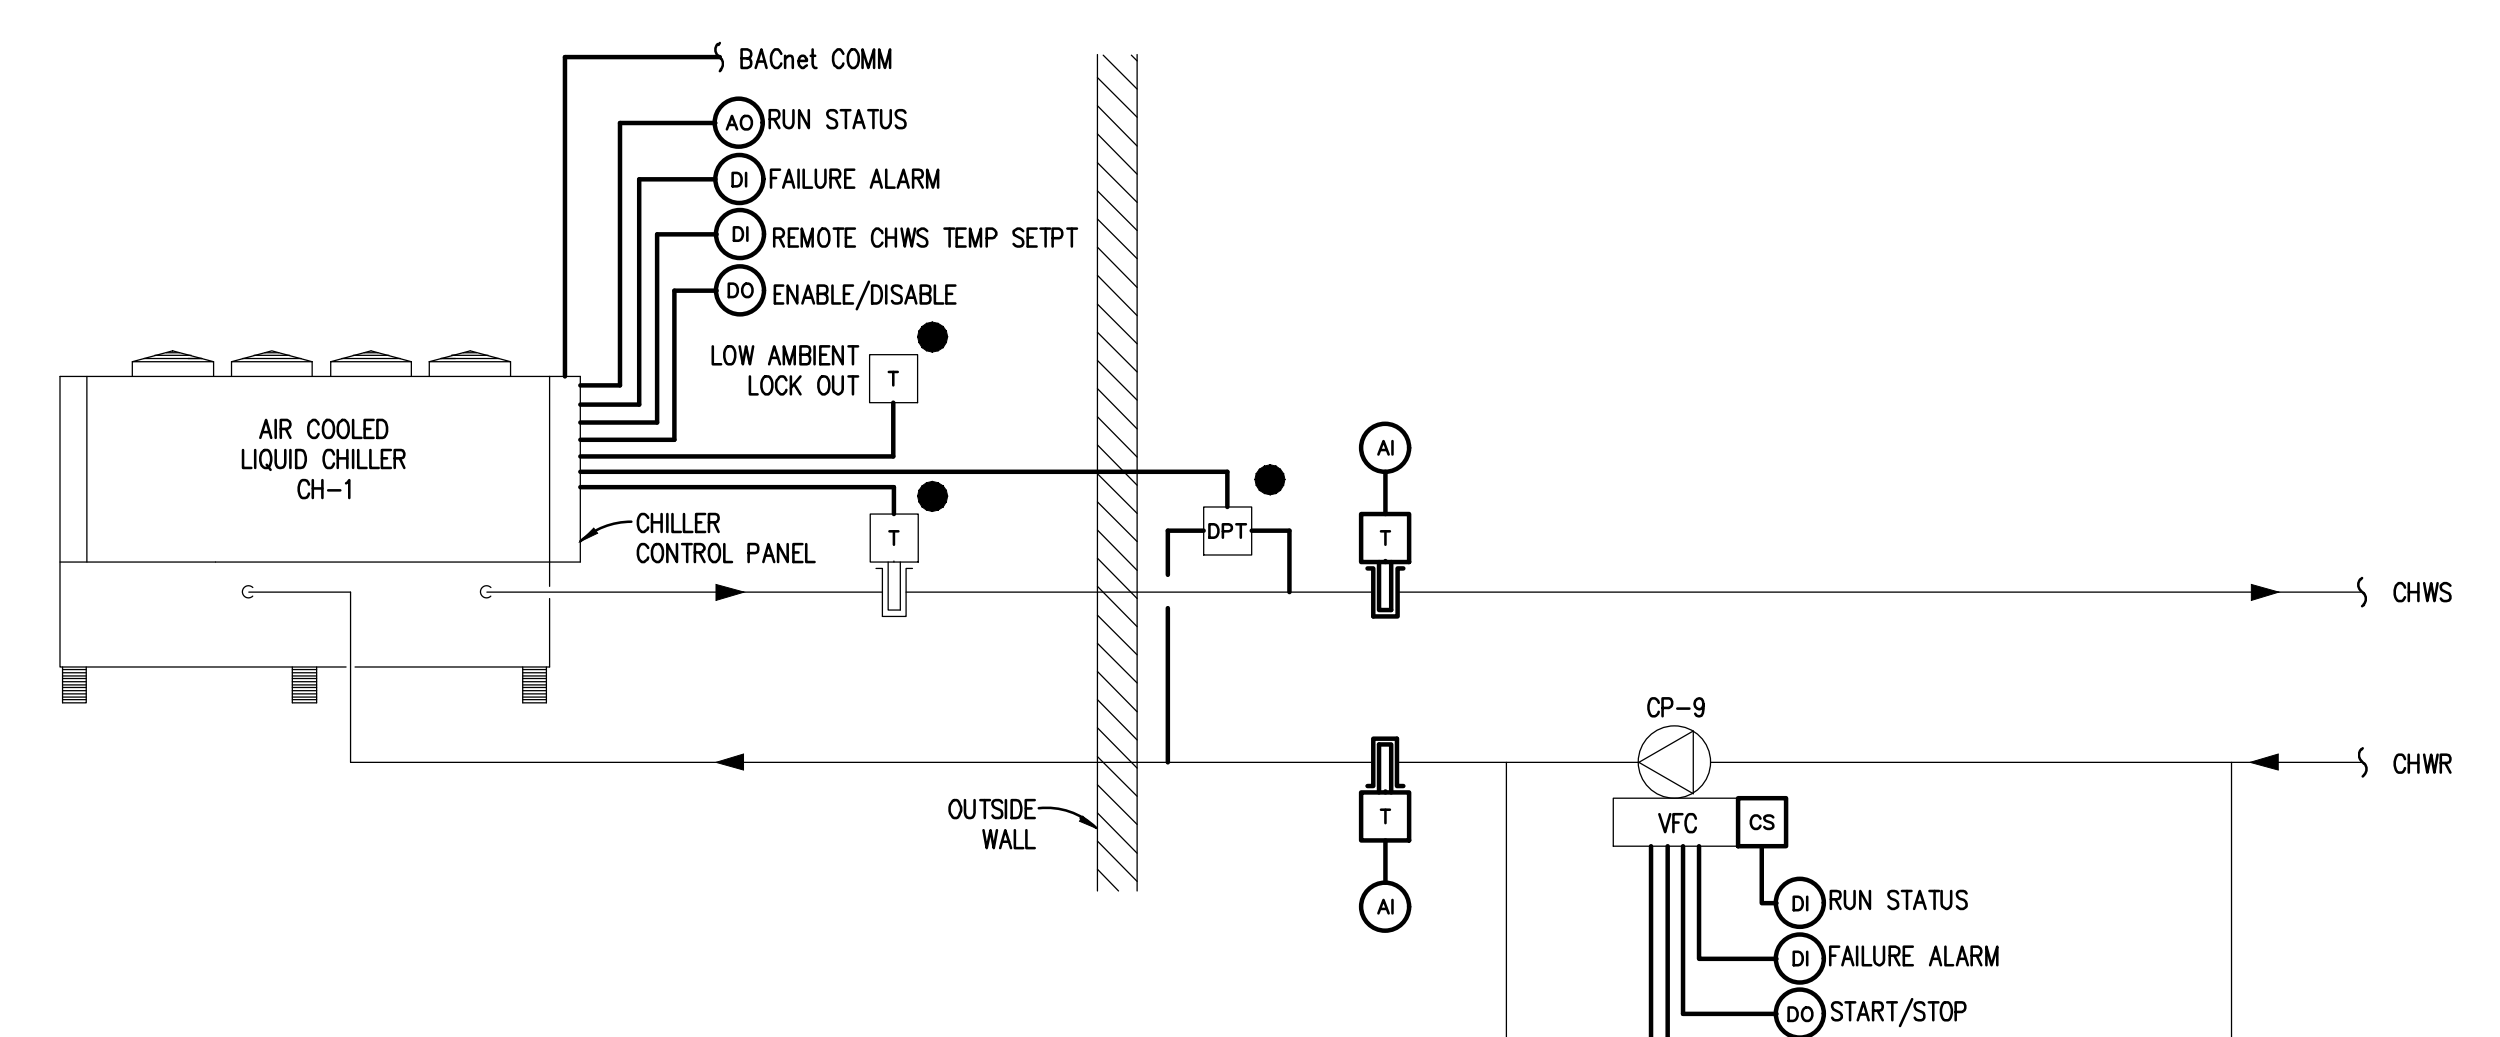 BACnet COMM
AO RUN STATUS
DI FAILURE ALARM
DI REMOTE CHWS TEMP SETPT
DO ENABLE/DISABLE
LOW AMBIENT
LOCK OUT
T
AIR COOLED
LIQUID CHILLER
CH-1
CHILLER
CONTROL PANEL
T
DPT
AI
T
CHWS
CP-9
CHWR
OUTSIDE
WALL
T
AI
VFC
CS
DI RUN STATUS
DI FAILURE ALARM
DO START/STOP